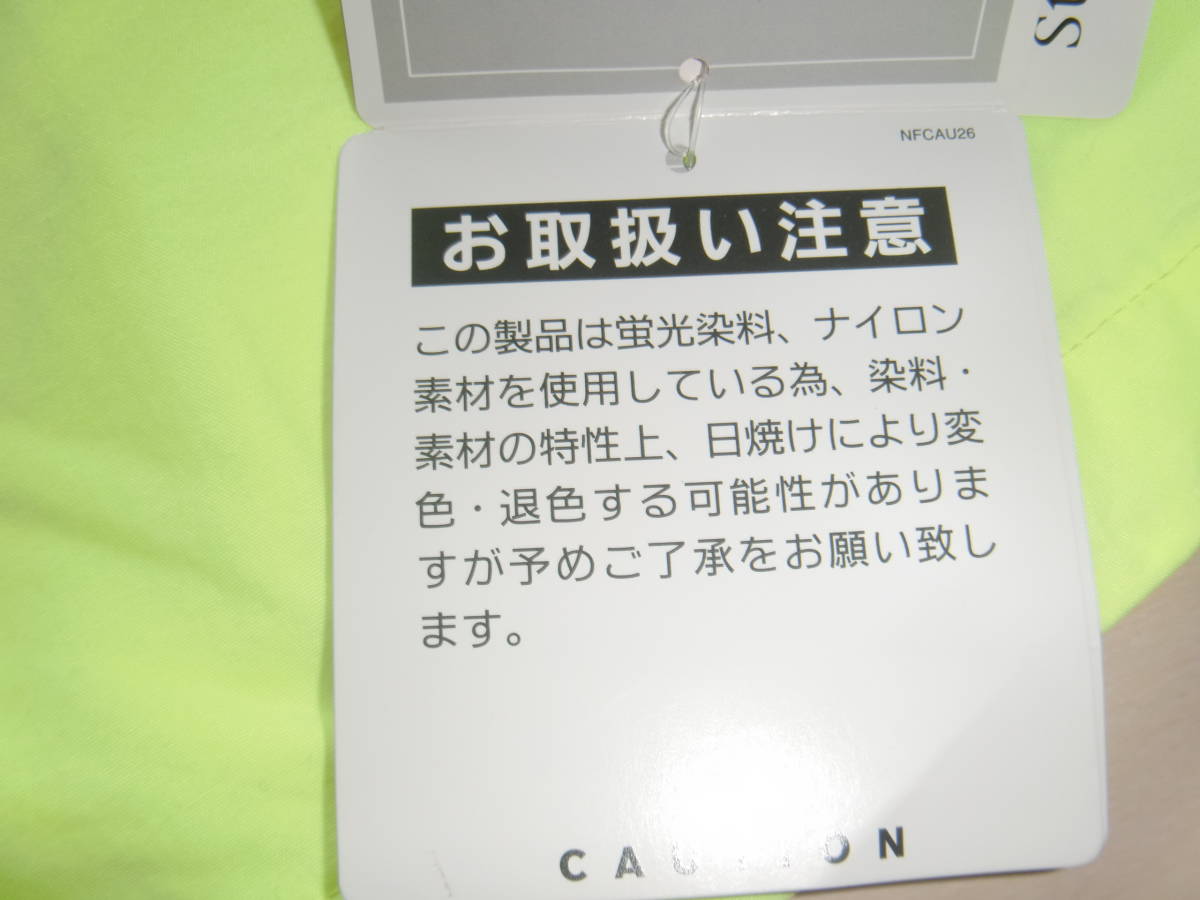 NFCAU26
お取扱い注意
この製品は蛍光染料、ナイロン
素材を使用している為、染料・
素材の特性上、日焼けにより変
色・退色する可能性がありま
すが予めご了承をお願い致し
ます。
CAUTION